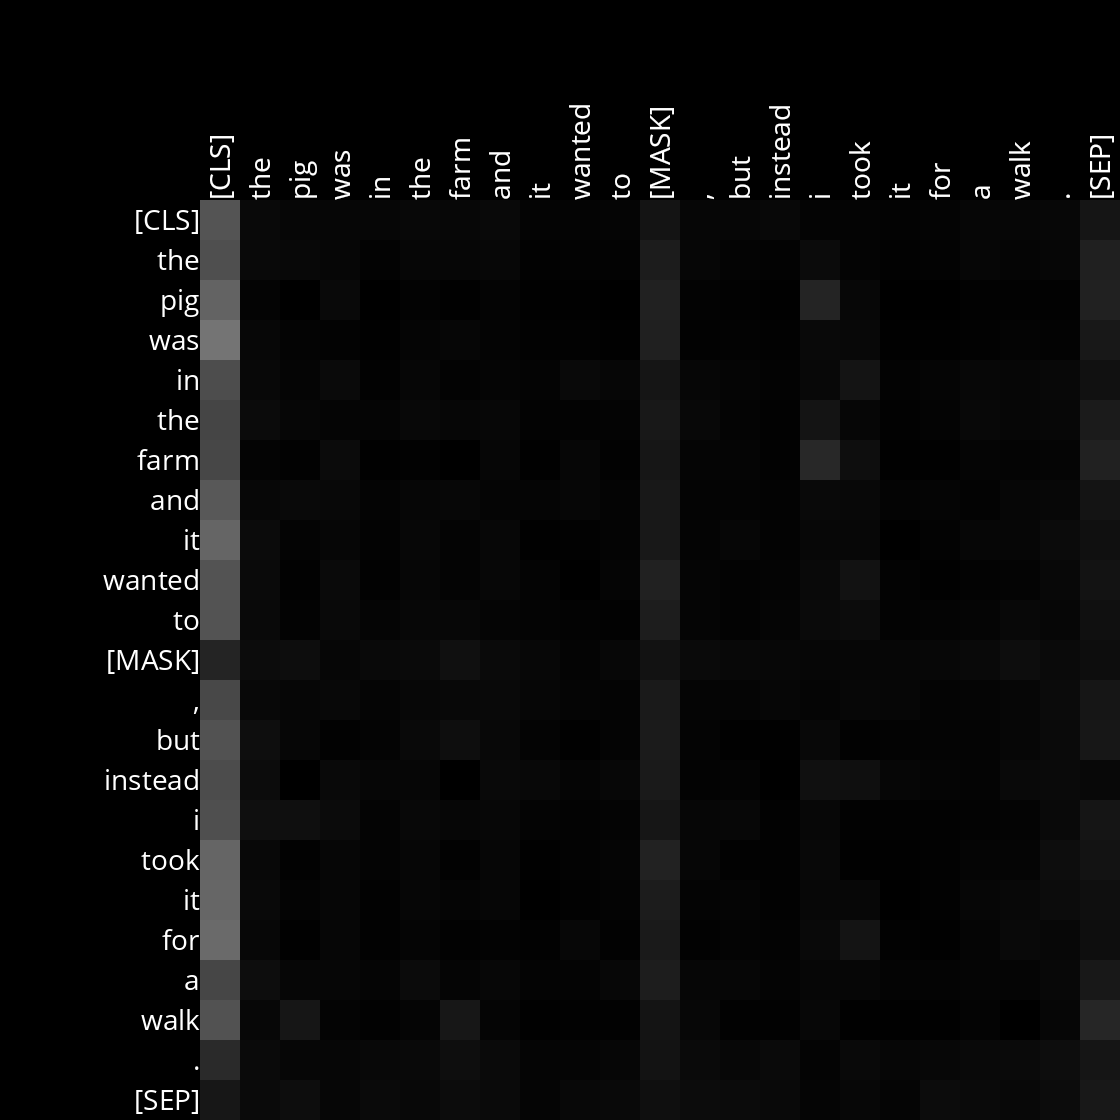 [CLS] the pig was in the farm and it wanted to [MASK] , but instead i took it for a walk . [SEP]
[CLS]
the
pig
was
in
the
farm
and
it
wanted
to
[MASK]
,
but
instead
i
took
it
for
a
walk
.
[SEP]